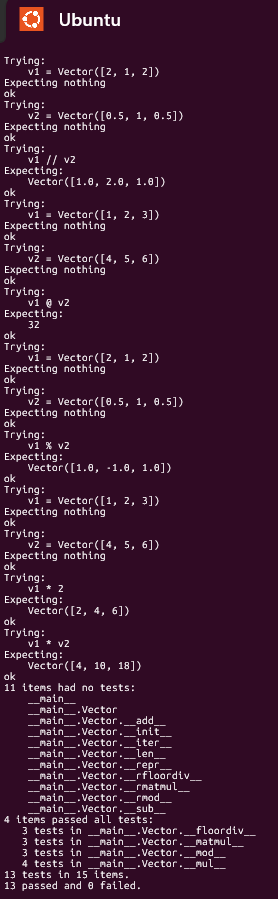 Ubuntu
Trying:
    v1 = Vector([2, 1, 2])
Expecting nothing
ok
Trying:
    v2 = Vector([0.5, 1, 0.5])
Expecting nothing
ok
Trying:
    v1 // v2
Expecting:
    Vector([1.0, 2.0, 1.0])
ok
Trying:
    v1 = Vector([1, 2, 3])
Expecting nothing
ok
Trying:
    v2 = Vector([4, 5, 6])
Expecting nothing
ok
Trying:
    v1 @ v2
Expecting:
    32
ok
Trying:
    v1 = Vector([2, 1, 2])
Expecting nothing
ok
Trying:
    v2 = Vector([0.5, 1, 0.5])
Expecting nothing
ok
Trying:
    v1 % v2
Expecting:
    Vector([1.0, -1.0, 1.0])
ok
Trying:
    v1 = Vector([1, 2, 3])
Expecting nothing
ok
Trying:
    v2 = Vector([4, 5, 6])
Expecting nothing
ok
Trying:
    v1 * 2
Expecting:
    Vector([2, 4, 6])
ok
Trying:
    v1 * v2
Expecting:
    Vector([4, 10, 18])
ok
11 items had no tests:
    __main__
    __main__.Vector
    __main__.Vector.__add__
    __main__.Vector.__init__
    __main__.Vector.__iter__
    __main__.Vector.__len__
    __main__.Vector.__repr__
    __main__.Vector.__rfloordiv__
    __main__.Vector.__rmatmul__
    __main__.Vector.__rmod__
    __main__.Vector.__sub__
4 items passed all tests:
   3 tests in __main__.Vector.__floordiv__
   3 tests in __main__.Vector.__matmul__
   3 tests in __main__.Vector.__mod__
   4 tests in __main__.Vector.__mul__
13 tests in 15 items.
13 passed and 0 failed.